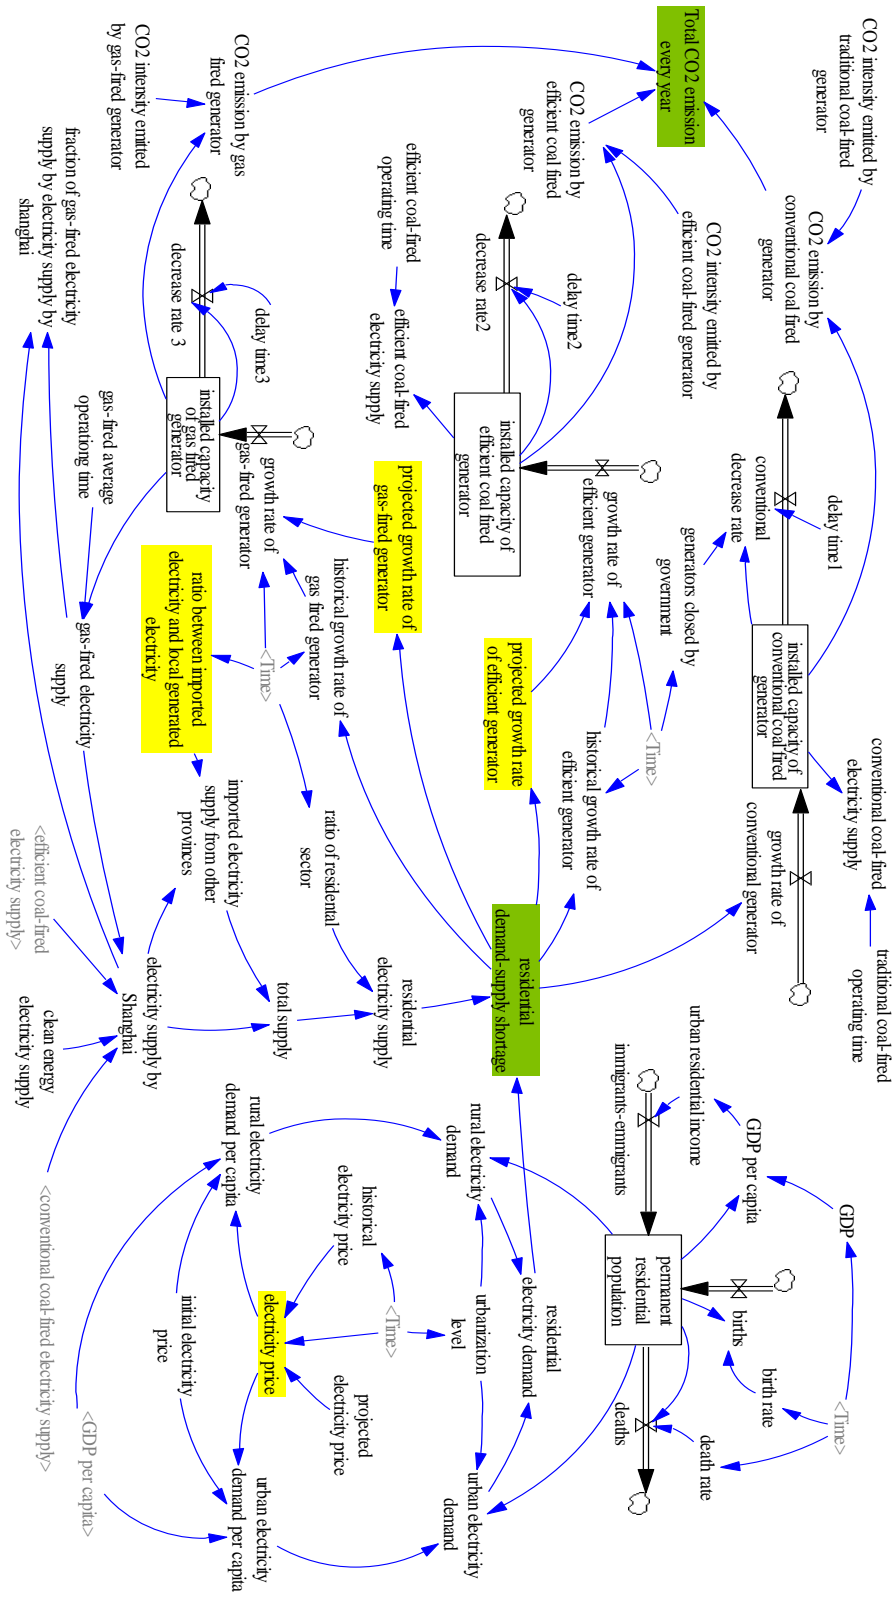 CO2 intensity emitted by
traditional coal-fired
generator
CO2 emission by
conventional coal fired
generator
Total CO2 emission
every year
CO2 intensity emitted by
efficient coal-fired generator
CO2 emission by
efficient coal fired
generator
efficient coal-fired
operating time
CO2 emission by gas
fired generator
CO2 intensity emitted
by gas-fired generator
fraction of gas-fired electricity
supply by electricity supply by
shanghai
delay time1
conventional
decrease rate
installed capacity of
conventional coal fired
generator
generators closed by
government
delay time2
decrease rate2
efficient coal-fired
electricity supply
installed capacity of
efficient coal fired
generator
growth rate of
efficient generator
delay time3
decrease rate 3
installed capacity
of gas fired
generator
growth rate of
gas-fired generator
gas-fired average
operationg time
projected growth rate of
gas-fired generator
projected growth rate
of efficient generator
<Time>
historical growth rate of
efficient generator
historical growth rate of
gas fired generator
<Time>
ratio between imported
electricity and local generated
electricity
gas-fired electricity
supply
conventional coal-fired
electricity supply
growth rate of
conventional generator
traditional coal-fired
operating time
imported electricity
supply from other
provinces
ratio of residental
sector
<efficient coal-fired
electricity supply>
residential
demand-supply shortage
residential
electricity supply
total supply
electricity supply by
Shanghai
clean energy
electricity supply
urban residential income
immigrants-emmigrants
GDP per capita
GDP
permanent
residential
population
births
birth rate
<Time>
deaths
death rate
rural electricity
demand
rural electricity
demand per capita
historical
electricity price
residential
electricity demand
urbanization
level
<Time>
electricity price
initial electricity
price
projected
electricity price
urban electricity
demand
urban electricity
demand per capita
<conventional coal-fired electricity supply>
<GDP per capita>